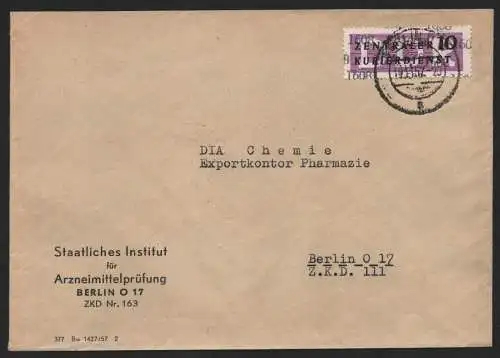 ZENTRALER 10
KURIERDIENST
DIA Chemie
Exportkontor Pharmazie
Staatliches Institut
für
Arzneimittelprüfung
BERLIN O 17
ZKD Nr. 163
Berlin O 17
Z.K.D. 111